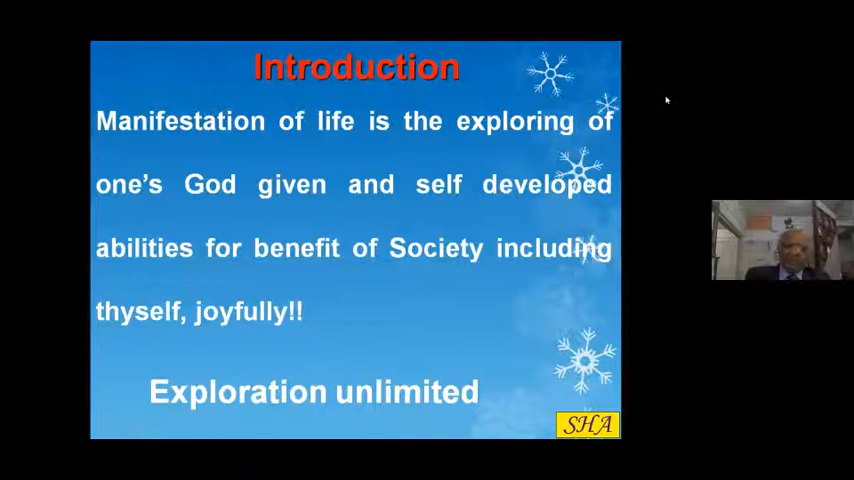 Introduction
Manifestation of life is the exploring of
one's God given and self developed
abilities for benefit of Society including
thyself, joyfully!!
Exploration unlimited
SHA